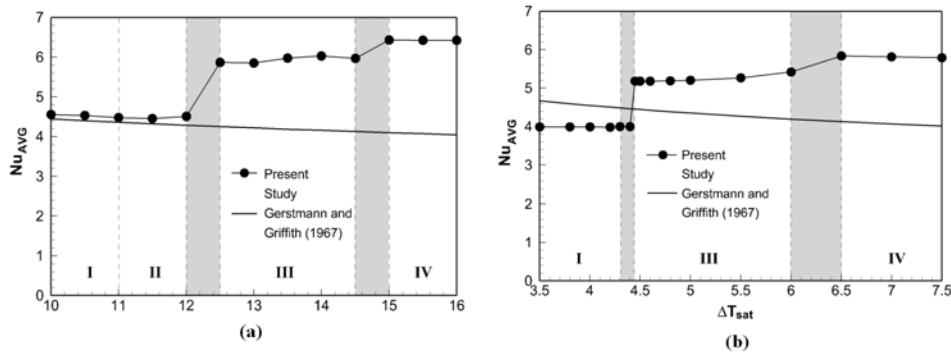 7
6
5
4
3
2
1
0
Nu_AVG
Present
Study
Gerstmann and
Griffith (1967)
I II III IV
10 11 12 13 14 15 16
(a)
7
6
5
4
3
2
1
0
Nu_AVG
Present
Study
Gerstmann and
Griffith (1967)
I III IV
3.5 4 4.5 5 5.5 6 6.5 7 7.5
ΔT_sat
(b)